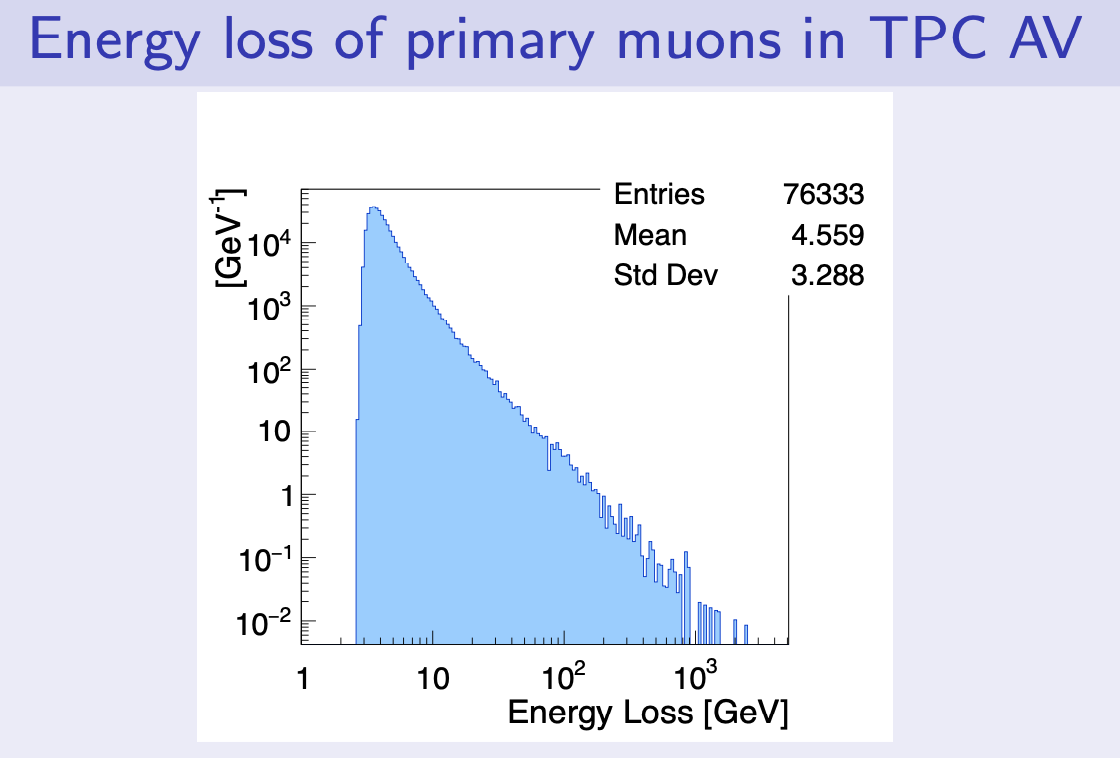 Energy loss of primary muons in TPC AV
Entries 76333
Mean 4.559
Std Dev 3.288
[GeV⁻¹]
10⁴
10³
10²
10
1
10⁻¹
10⁻²
1 10 10² 10³
Energy Loss [GeV]